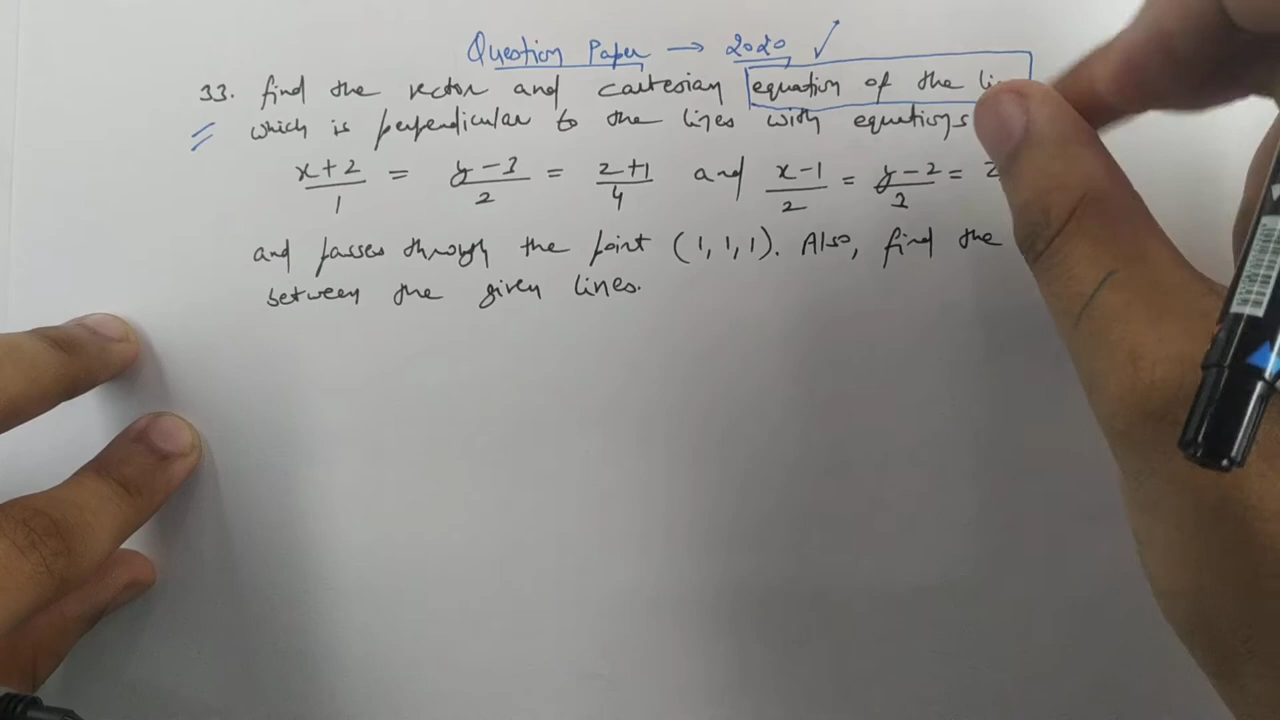 Question Paper → 2020 ✓
33. find the vector and cartesian equation of the
which is perpendicular to the lines with equations
x+2/1 = y-3/2 = z+1/4 and x-1/2 = y-2/3 = z
and passes through the point (1, 1, 1). Also, find the
between the given lines.